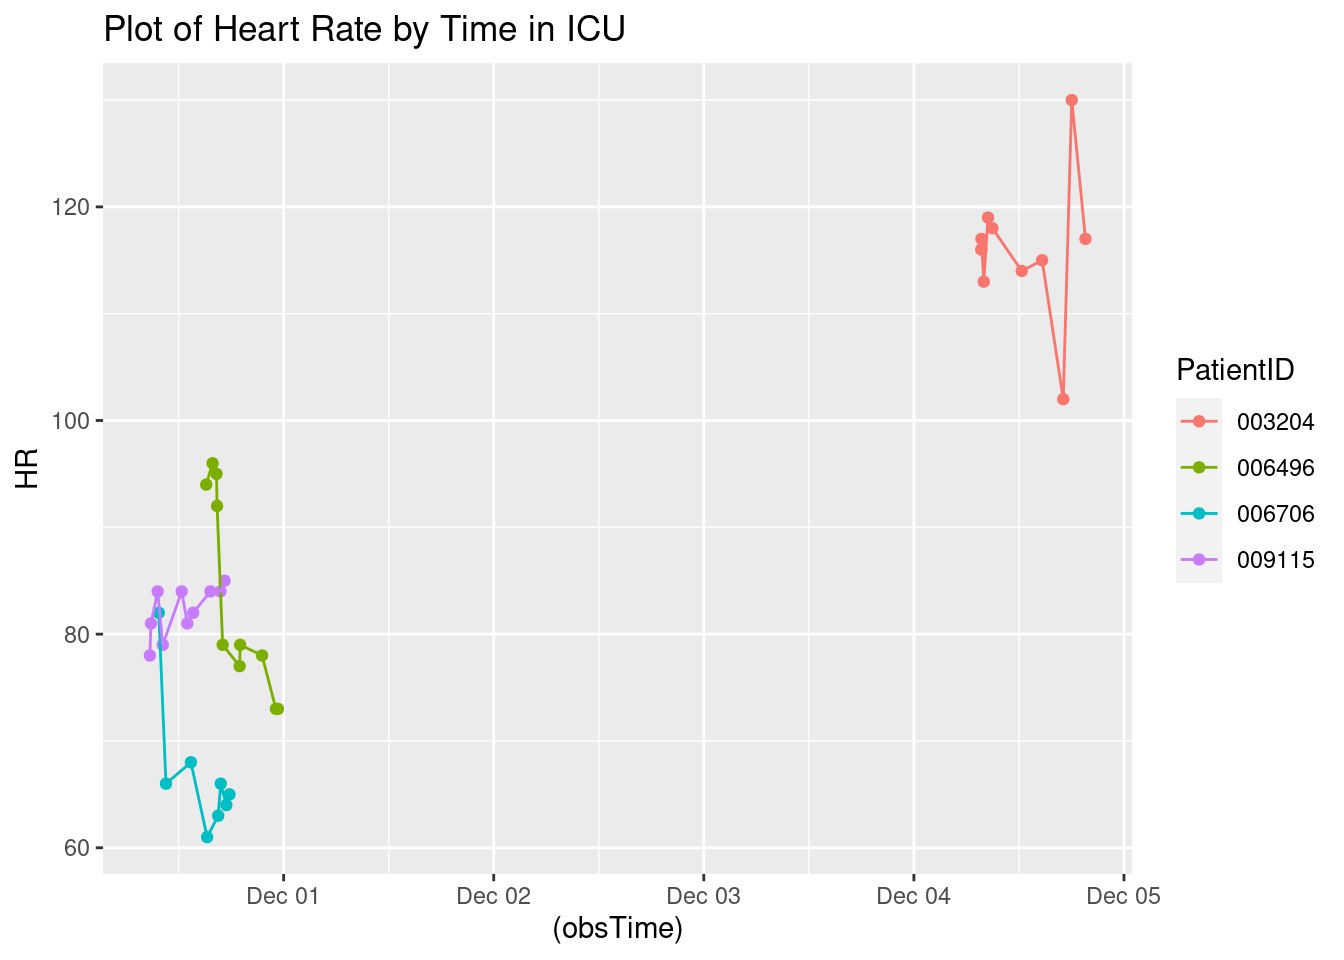 Plot of Heart Rate by Time in ICU
120
100
80
60
HR
Dec 01 Dec 02 Dec 03 Dec 04 Dec 05
(obsTime)
PatientID
003204
006496
006706
009115